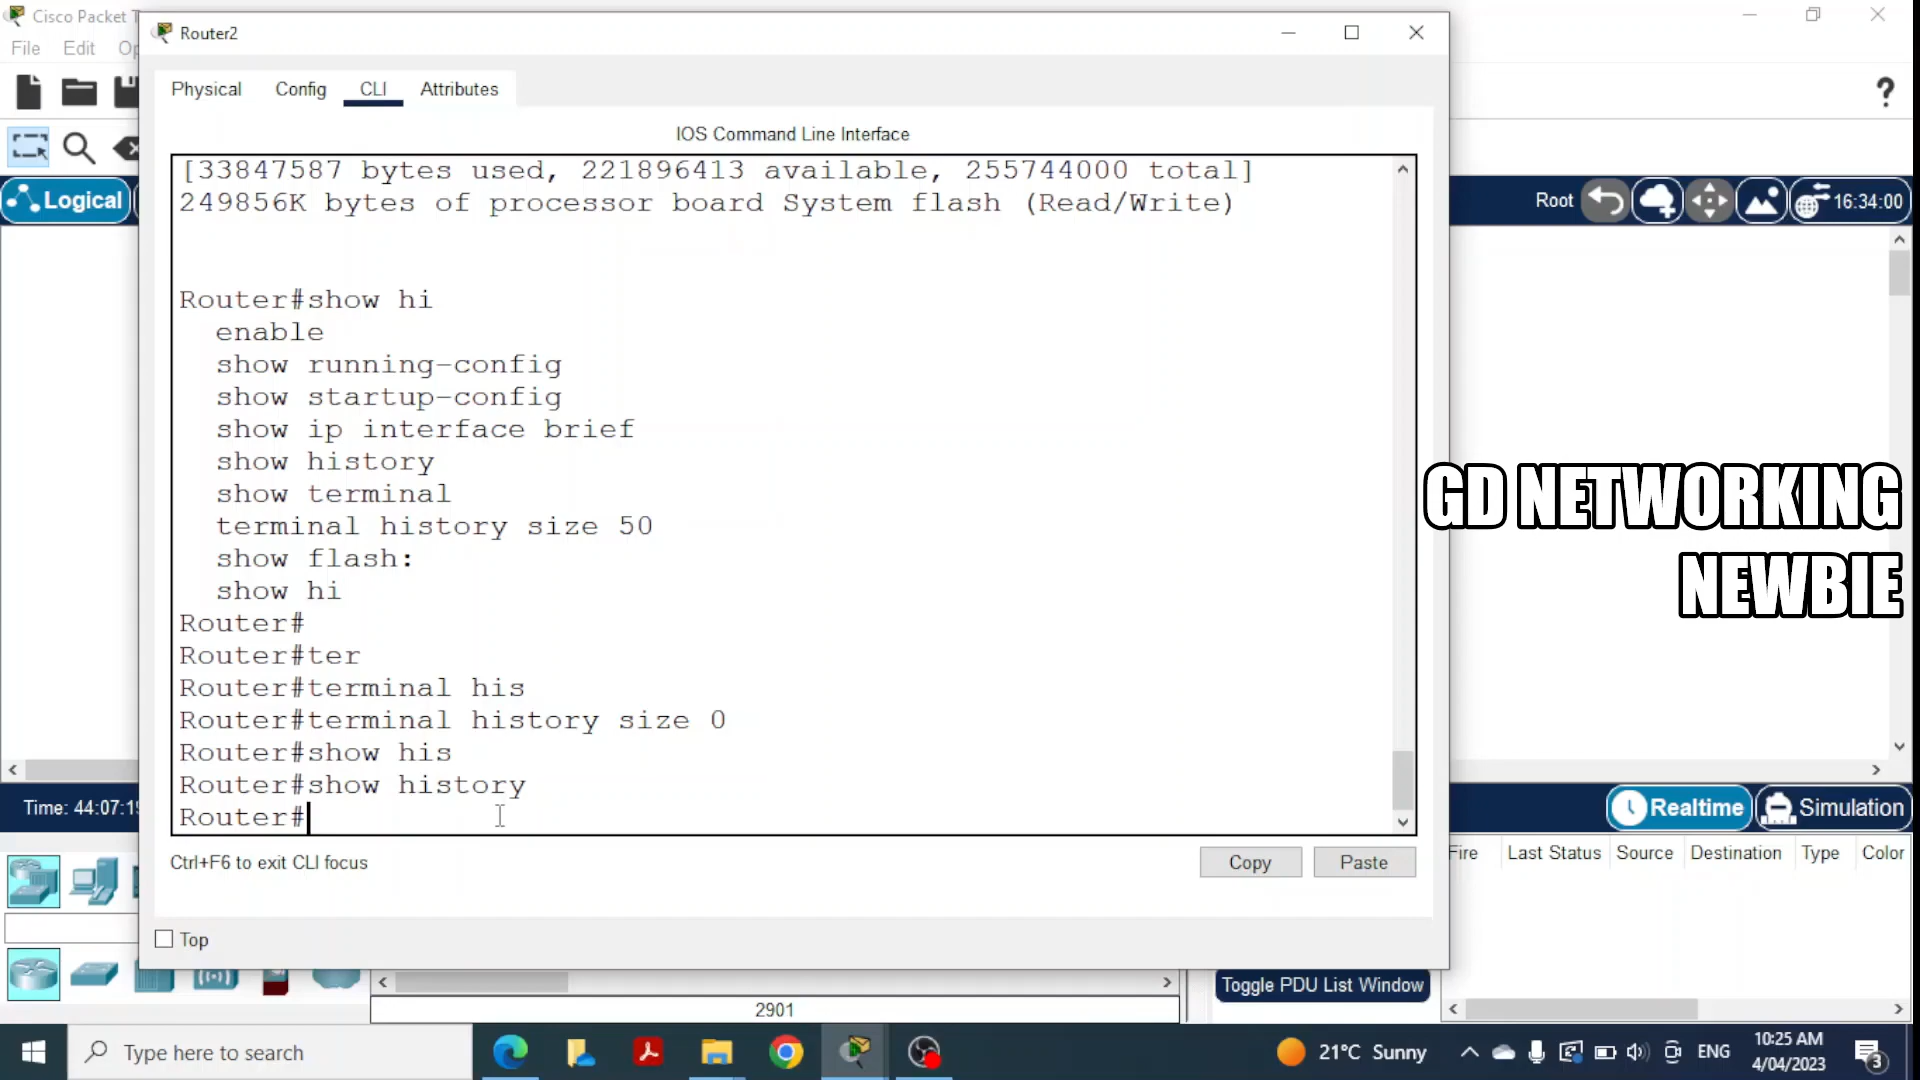 Cisco Packet T
File Edit Op
Router2
Physical Config CLI Attributes
IOS Command Line Interface
[33847587 bytes used, 221896413 available, 255744000 total]
249856K bytes of processor board System flash (Read/Write)
Router#show hi
enable
show running-config
show startup-config
show ip interface brief
show history
show terminal
terminal history size 50
show flash:
show hi
Router#
Router#ter
Router#terminal his
Router#terminal history size 0
Router#show his
Router#show history
Router#
Ctrl+F6 to exit CLI focus
Copy Paste
Top
?
Logical
Root
16:34:00
GD NETWORKING
NEWBIE
Time: 44:07:1
Realtime Simulation
Fire Last Status Source Destination Type Color
Toggle PDU List Window
2901
Type here to search
21°C Sunny
ENG
10:25 AM
4/04/2023
3